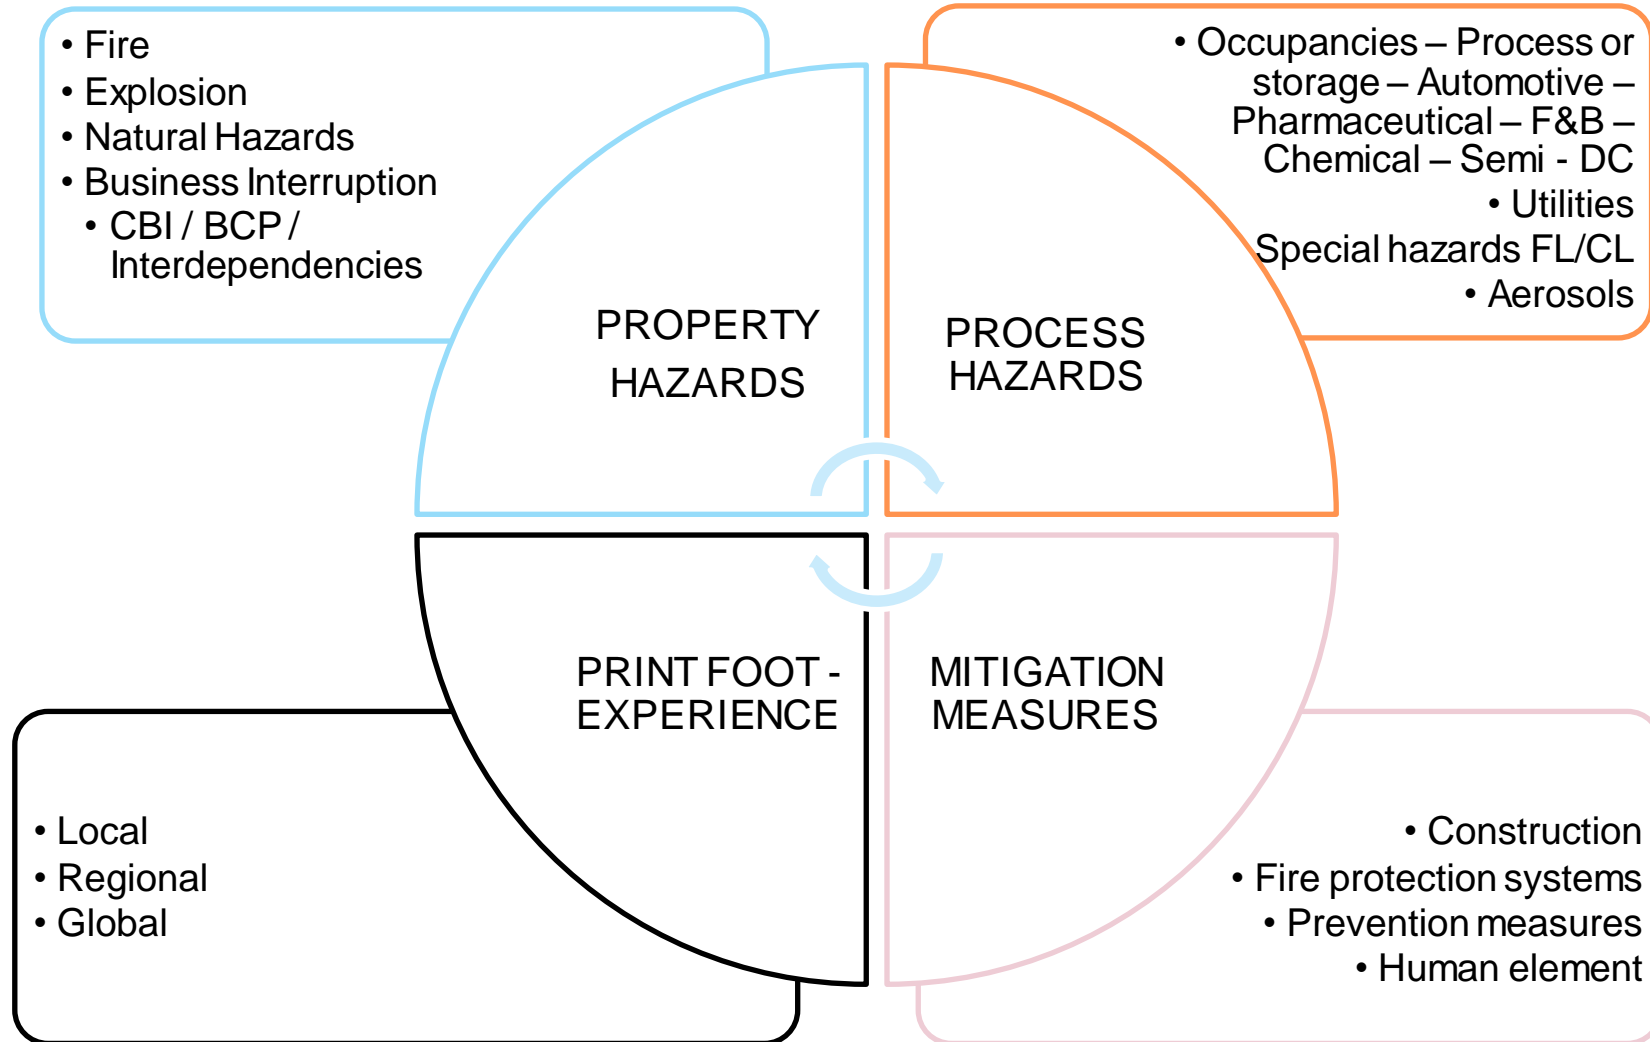 • Fire
• Explosion
• Natural Hazards
• Business Interruption
• CBI / BCP /
Interdependencies
• Occupancies – Process or
storage – Automotive –
Pharmaceutical – F&B –
Chemical – Semi - DC
• Utilities
Special hazards FL/CL
• Aerosols
PROPERTY
HAZARDS
PROCESS
HAZARDS
PRINT FOOT -
EXPERIENCE
MITIGATION
MEASURES
• Local
• Regional
• Global
• Construction
• Fire protection systems
• Prevention measures
• Human element